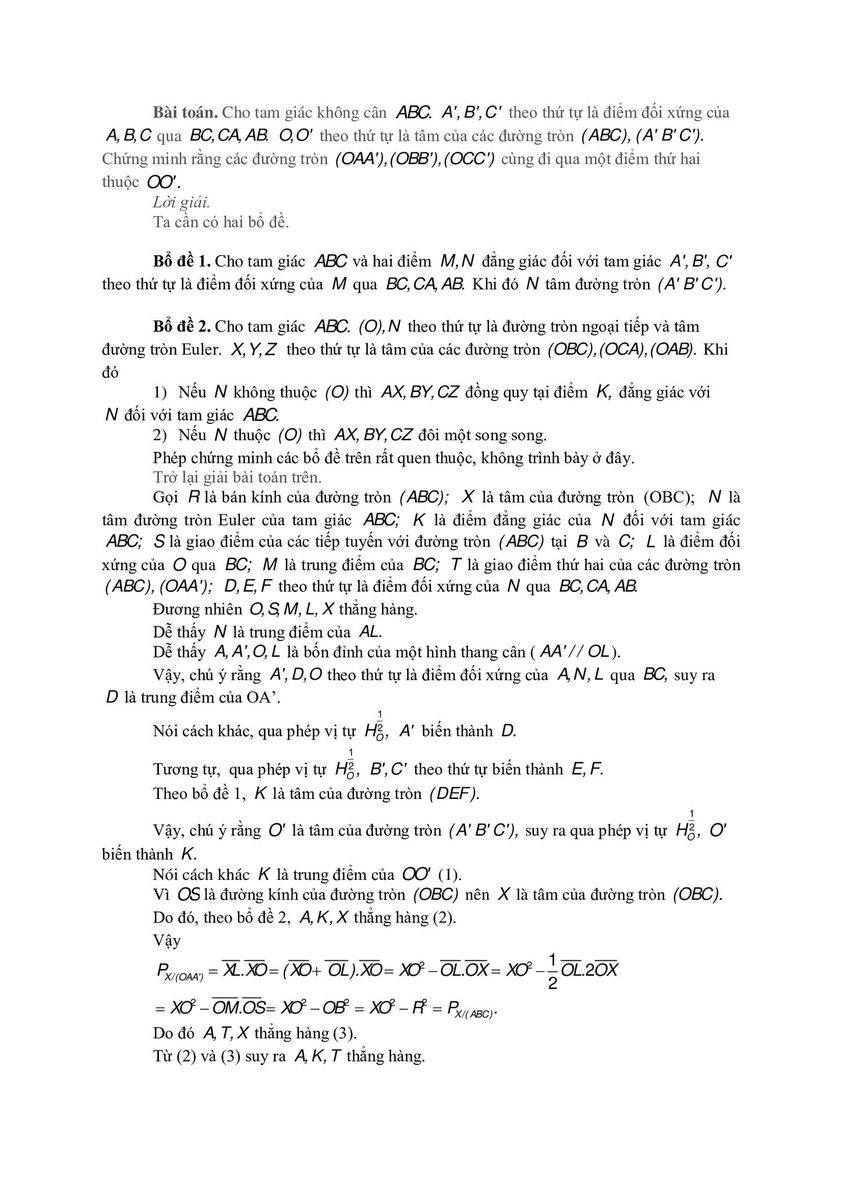 Bài toán. Cho tam giác không cân ABC. A', B', C' theo thứ tự là điểm đối xứng của
A, B, C qua BC, CA, AB. O, O' theo thứ tự là tâm của các đường tròn (ABC), (A' B' C').
Chứng minh rằng các đường tròn (OAA'), (OBB'), (OCC') cùng đi qua một điểm thứ hai
thuộc OO'.
Lời giải.
Ta cần có hai bổ đề.
Bổ đề 1. Cho tam giác ABC và hai điểm M, N đẳng giác đối với tam giác A', B', C'
theo thứ tự là điểm đối xứng của M qua BC, CA, AB. Khi đó N tâm đường tròn (A' B' C').
Bổ đề 2. Cho tam giác ABC. (O), N theo thứ tự là đường tròn ngoại tiếp và tâm
đường tròn Euler. X, Y, Z theo thứ tự là tâm của các đường tròn (OBC), (OCA), (OAB). Khi
đó
1) Nếu N không thuộc (O) thì AX, BY, CZ đồng quy tại điểm K, đẳng giác với
N đối với tam giác ABC.
2) Nếu N thuộc (O) thì AX, BY, CZ đôi một song song.
Phép chứng minh các bổ đề trên rất quen thuộc, không trình bày ở đây.
Trở lại giải bài toán trên.
Gọi R là bán kính của đường tròn (ABC); X là tâm của đường tròn (OBC); N là
tâm đường tròn Euler của tam giác ABC; K là điểm đẳng giác của N đối với tam giác
ABC; S là giao điểm của các tiếp tuyến với đường tròn (ABC) tại B và C; L là điểm đối
xứng của O qua BC; M là trung điểm của BC; T là giao điểm thứ hai của các đường tròn
(ABC), (OAA'); D, E, F theo thứ tự là điểm đối xứng của N qua BC, CA, AB.
Đương nhiên O, S, M, L, X thẳng hàng.
Dễ thấy N là trung điểm của AL.
Dễ thấy A, A', O, L là bốn đỉnh của một hình thang cân ( AA' // OL ).
Vậy, chú ý rằng A', D, O theo thứ tự là điểm đối xứng của A, N, L qua BC, suy ra
D là trung điểm của OA'.
Nói cách khác, qua phép vị tự $H_O^{\frac{1}{2}}$, A' biến thành D.
Tương tự, qua phép vị tự $H_O^{\frac{1}{2}}$, B', C' theo thứ tự biến thành E, F.
Theo bổ đề 1, K là tâm của đường tròn (DEF).
Vậy, chú ý rằng O' là tâm của đường tròn (A' B' C'), suy ra qua phép vị tự $H_O^{\frac{1}{2}}$, O'
biến thành K.
Nói cách khác K là trung điểm của OO' (1).
Vì OS là đường kính của đường tròn (OBC) nên X là tâm của đường tròn (OBC).
Do đó, theo bổ đề 2, A, K, X thẳng hàng (2).
Vậy
$P_{X/(OAA')} = \overline{XL}.\overline{XO} = (\overline{XO} + \overline{OL}).\overline{XO} = XO^2 - \overline{OL}.\overline{OX} = XO^2 - \frac{1}{2}\overline{OL}.2\overline{OX}$
$= XO^2 - \overline{OM}.\overline{OS} = XO^2 - OB^2 = XO^2 - R^2 = P_{X/(ABC)}.$
Do đó A, T, X thẳng hàng (3).
Từ (2) và (3) suy ra A, K, T thẳng hàng.